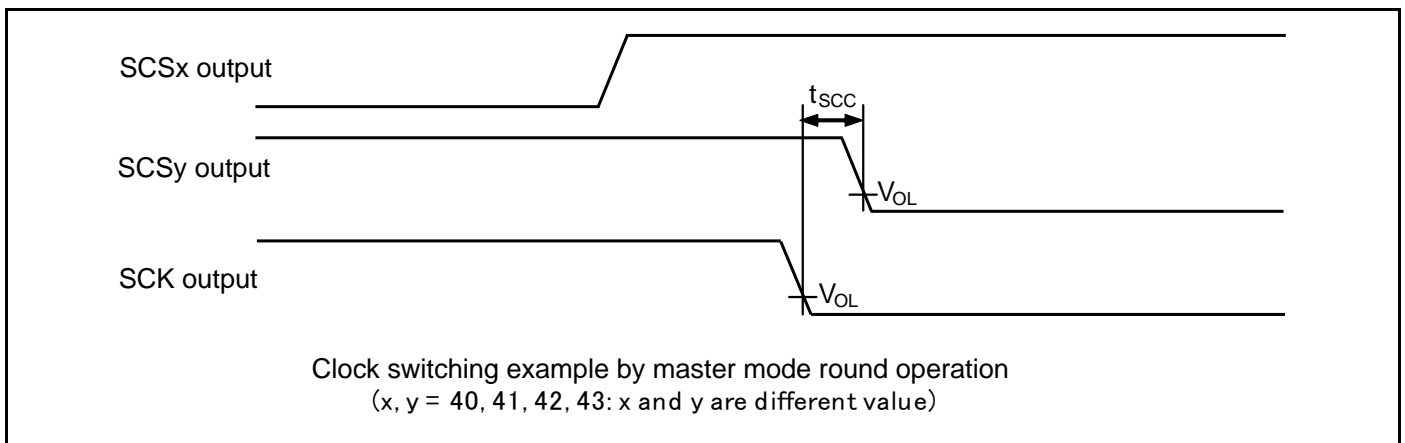 SCSx output
tSCC
SCSy output
VOL
SCK output
VOL
Clock switching example by master mode round operation
(x, y = 40, 41, 42, 43: x and y are different value)